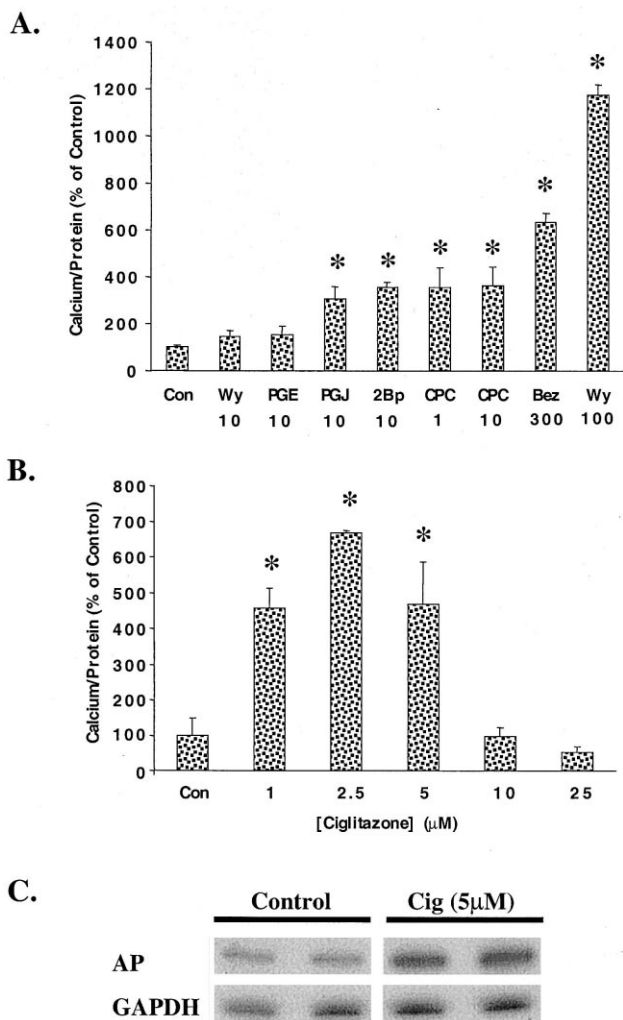 A.
Calcium/Protein (% of Control)
1400
1200
1000
800
600
400
200
0
* * * * * *
Con Wy PGE PGJ 2Bp CPC CPC Bez Wy
10 10 10 10 1 10 300 100
B.
Calcium/Protein (% of Control)
800
700
600
500
400
300
200
100
0
* * *
Con 1 2.5 5 10 25
[Ciglitazone] (μM)
C.
Control Cig (5μM)
AP
GAPDH